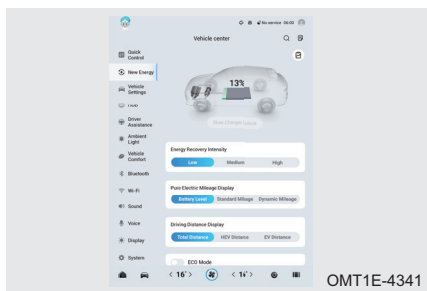 No service 00:00
Vehicle center
Quick
Control
New Energy
Vehicle
Settings
Driver
Assistance
Ambient
Light
Vehicle
Comfort
Bluetooth
Wi-Fi
Sound
Voice
Display
System
13%
Energy Recovery Intensity
Low Medium High
Pure Electric Mileage Display
Battery Level Standard Mileage Dynamic Mileage
Driving Distance Display
Total Distance HEV Distance EV Distance
ECO Mode
< 16° > < 16° >
OMT1E-4341